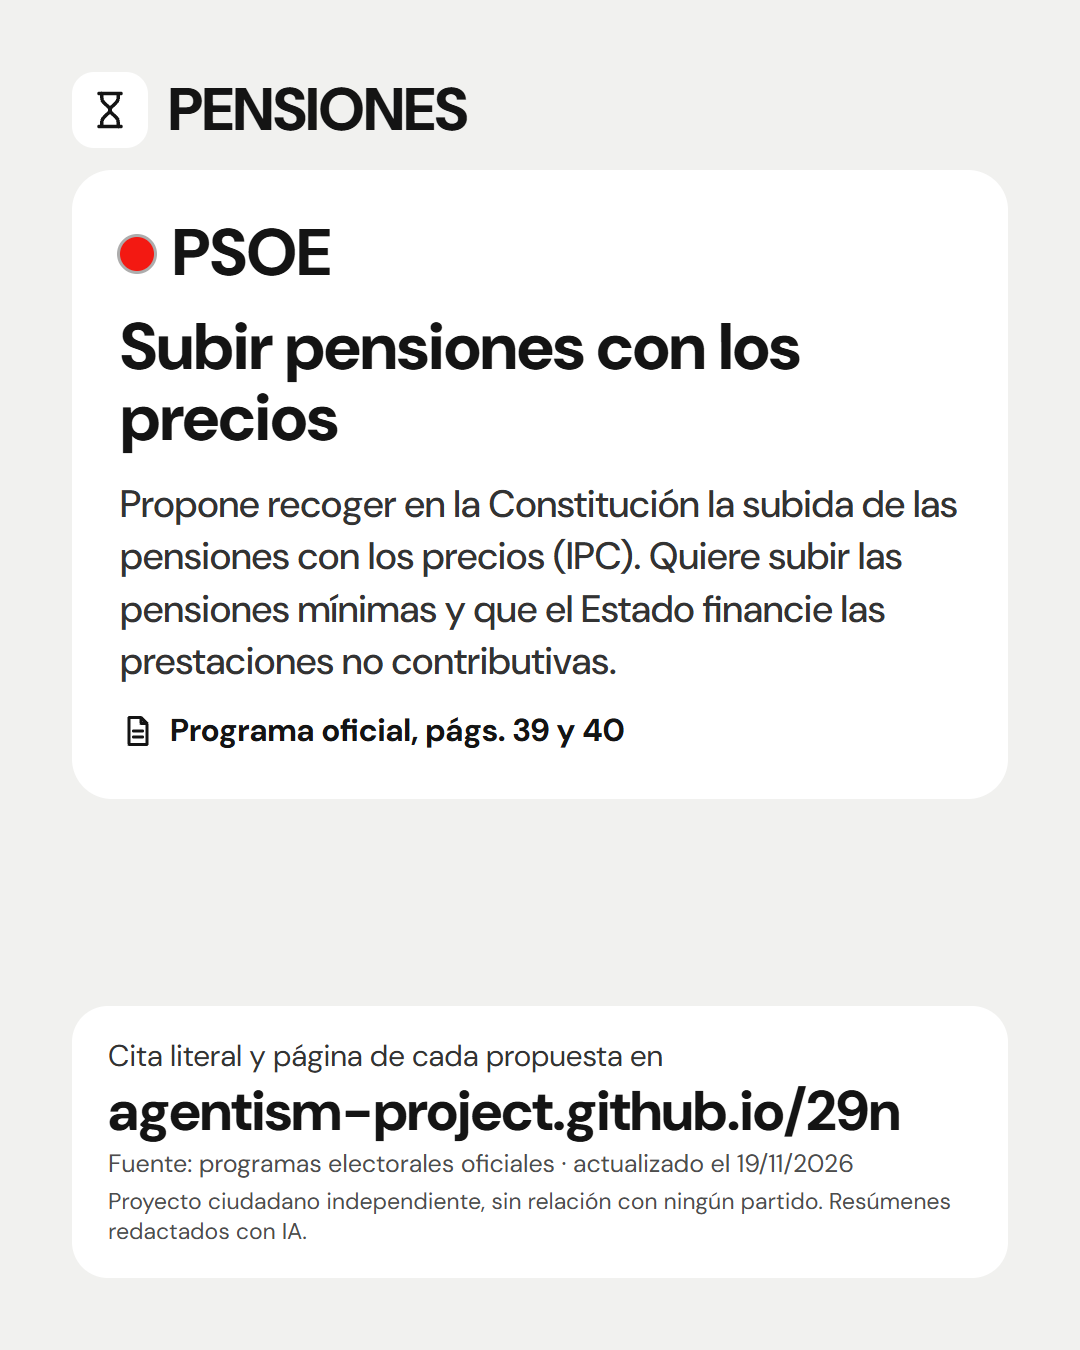 PENSIONES
PSOE
Subir pensiones con los
precios
Propone recoger en la Constitución la subida de las
pensiones con los precios (IPC). Quiere subir las
pensiones mínimas y que el Estado financie las
prestaciones no contributivas.
Programa oficial, págs. 39 y 40
Cita literal y página de cada propuesta en
agentism-project.github.io/29n
Fuente: programas electorales oficiales · actualizado el 19/11/2026
Proyecto ciudadano independiente, sin relación con ningún partido. Resúmenes
redactados con IA.